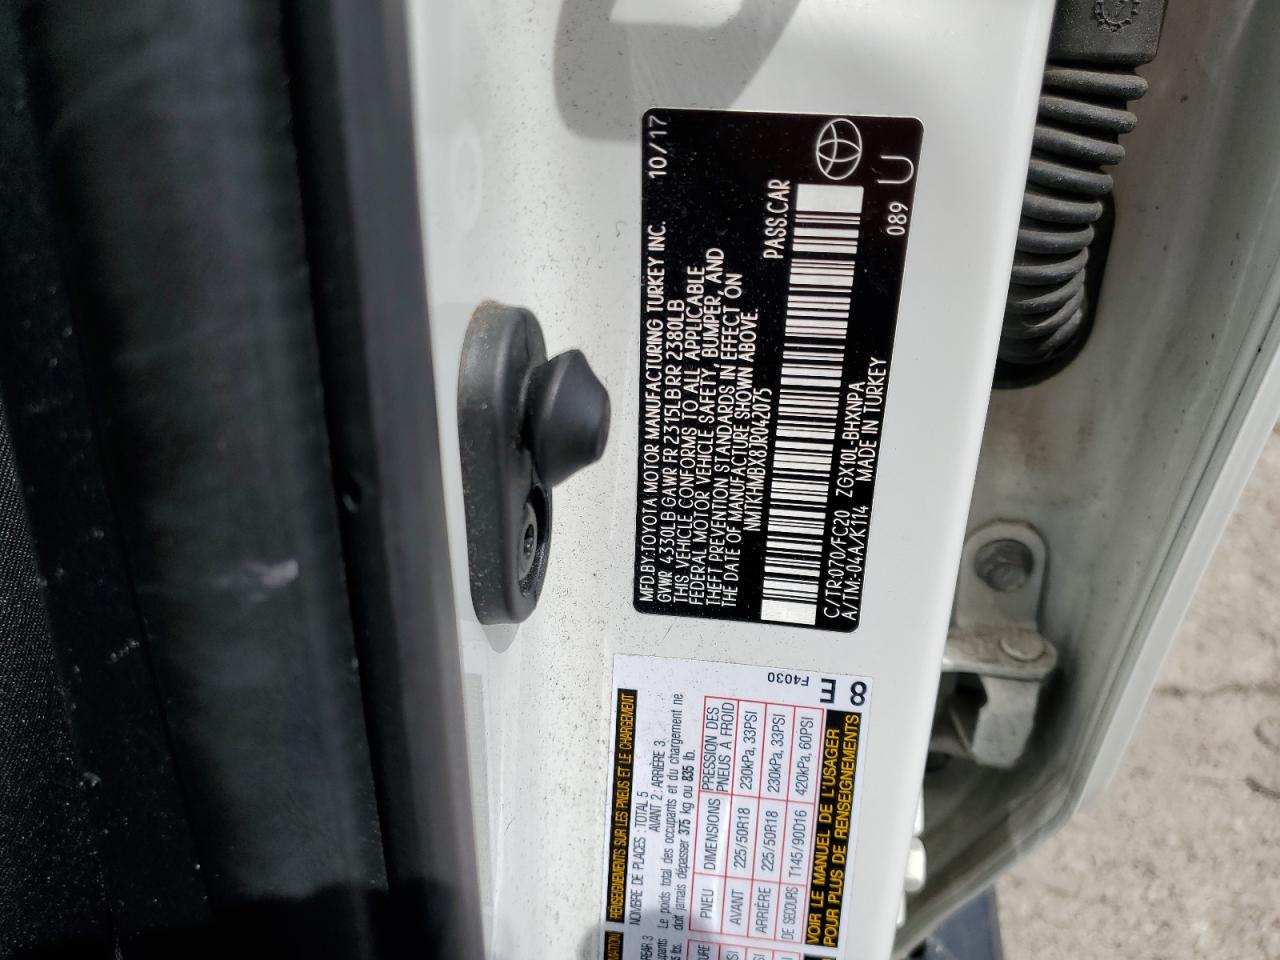 MFD.BY:TOYOTA MOTOR MANUFACTURING TURKEY INC. 10/17
GVWR 4330LB GAWR FR 2315LB RR 2380LB
THIS VEHICLE CONFORMS TO ALL APPLICABLE
FEDERAL MOTOR VEHICLE SAFETY, BUMPER, AND
THEFT PREVENTION STANDARDS IN EFFECT ON
THE DATE OF MANUFACTURE SHOWN ABOVE.
NMTKHMBX8JR042075 PASS.CAR
C/TR:070/FC20 ZGX10L-BHXNPA
A/TM:-04A/K114 MADE IN TURKEY
089 U
RENSEIGNEMENTS SUR LES PNEUS ET LE CHARGEMENT
NOMBRE DE PLACES : TOTAL 5
AVANT 2 : ARRIÈRE 3
Le poids total des occupants et du chargement ne
doit jamais dépasser 375 kg ou 835 lb.
PNEU DIMENSIONS PRESSION DES PNEUS À FROID
AVANT 225/50R18 230kPa, 33PSI
ARRIÈRE 225/50R18 230kPa, 33PSI
DE SECOURS T145/90D16 420kPa, 60PSI
VOIR LE MANUEL DE L'USAGER
POUR PLUS DE RENSEIGNEMENTS
F4030
8E